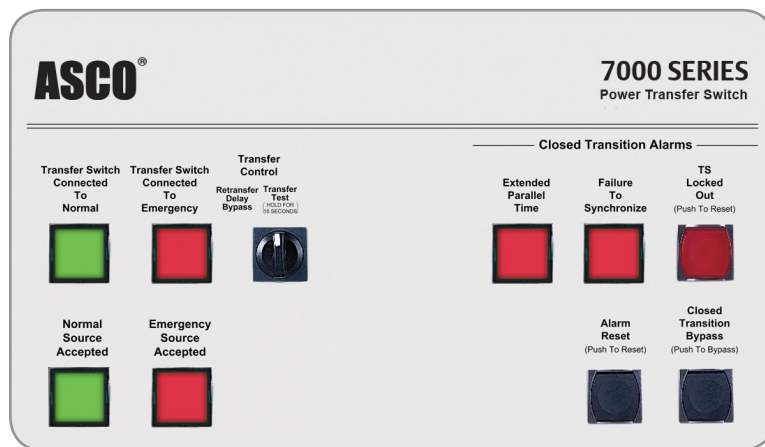 ASCO®
7000 SERIES
Power Transfer Switch
Closed Transition Alarms
Transfer Switch
Connected
To
Normal
Transfer Switch
Connected
To
Emergency
Transfer
Control
Retransfer
Delay
Bypass
Transfer
Test
(HOLD FOR
15 SECONDS)
Extended
Parallel
Time
Failure
To
Synchronize
TS
Locked
Out
(Push To Reset)
Normal
Source
Accepted
Emergency
Source
Accepted
Alarm
Reset
(Push To Reset)
Closed
Transition
Bypass
(Push To Bypass)